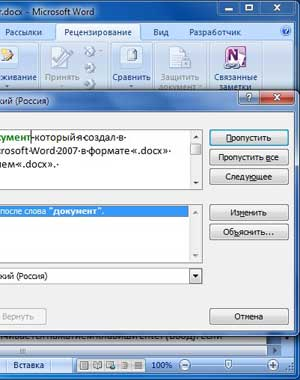 r.docx - Microsoft Word
Рассылки Рецензирование Вид Разработчик
Принять Сравнить Защитить документ Связанные заметки
кий (Россия)
кумент который я создал в
rosoft Word 2007 в формате «.docx»
ем «.docx».
Пропустить
Пропустить все
Следующее
после слова "документ".
Изменить
Объяснить...
кий (Россия)
Вернуть
Отмена
Вставка 100%